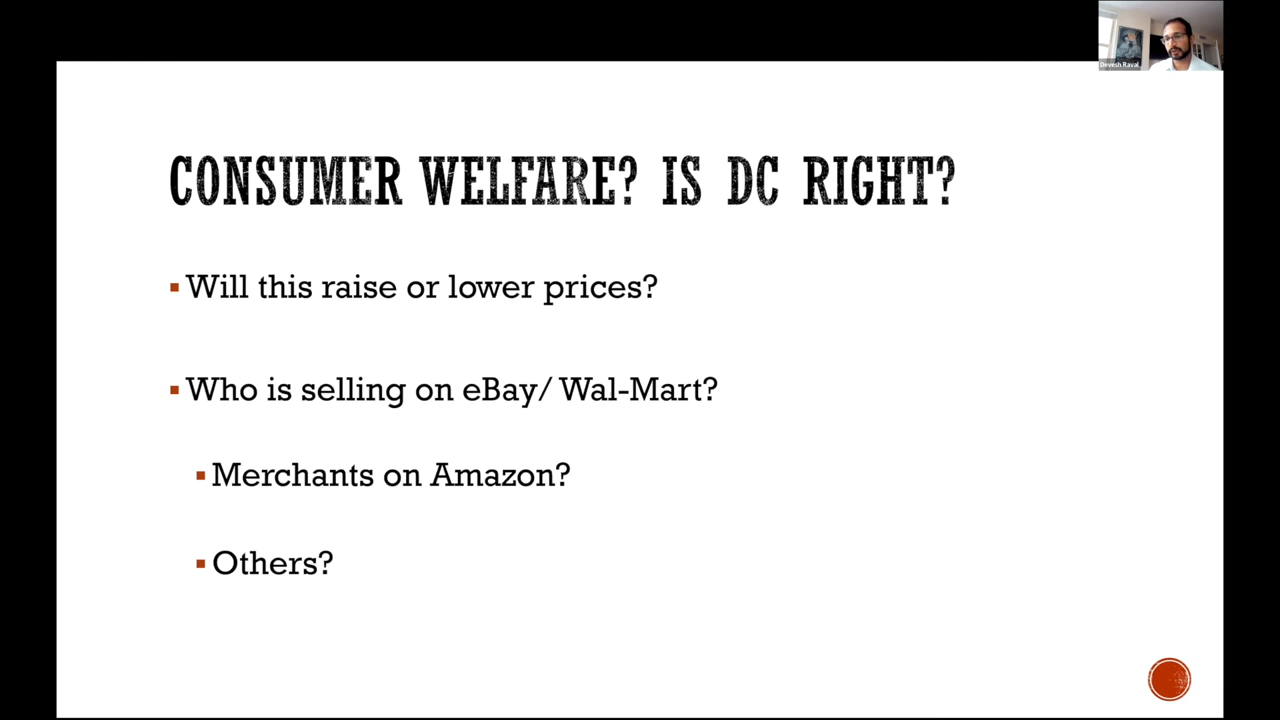 Devesh Raval
CONSUMER WELFARE? IS DC RIGHT?
Will this raise or lower prices?
Who is selling on eBay/ Wal-Mart?
Merchants on Amazon?
Others?